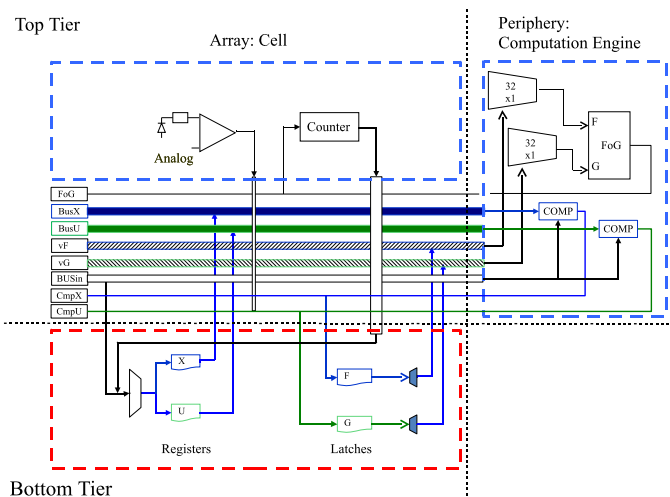 Top Tier
Array: Cell
Periphery:
Computation Engine
32
x1
32
x1
F
G
FoG
Analog
Counter
FoG
BusX
BusU
vF
vG
BUSin
CmpX
CmpU
COMP
COMP
X
U
F
G
Registers
Latches
Bottom Tier